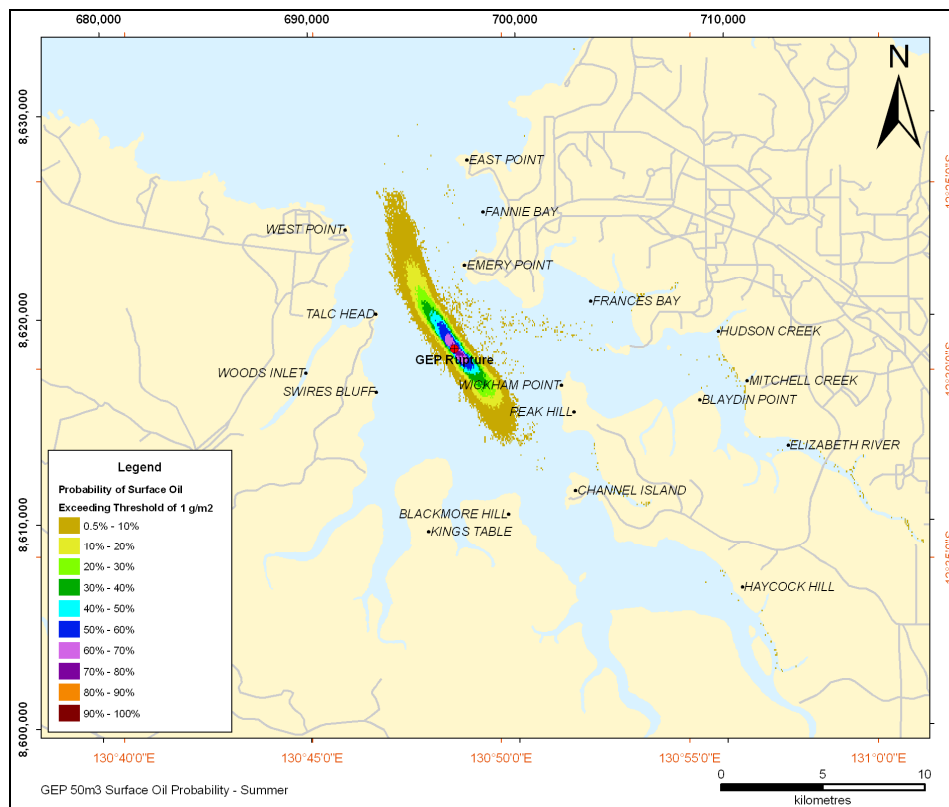 680,000 690,000 700,000 710,000
8,630,000
8,620,000
8,610,000
8,600,000
N
EAST POINT
FANNIE BAY
WEST POINT
EMERY POINT
FRANCES BAY
TALC HEAD
HUDSON CREEK
GEP Rupture
WOODS INLET
WICKHAM POINT
MITCHELL CREEK
SWIRES BLUFF
BLAYDIN POINT
PEAK HILL
ELIZABETH RIVER
CHANNEL ISLAND
BLACKMORE HILL
KINGS TABLE
HAYCOCK HILL
Legend
Probability of Surface Oil
Exceeding Threshold of 1 g/m2
0.5% - 10%
10% - 20%
20% - 30%
30% - 40%
40% - 50%
50% - 60%
60% - 70%
70% - 80%
80% - 90%
90% - 100%
130°40'0"E 130°45'0"E 130°50'0"E 130°55'0"E 131°0'0"E
GEP 50m3 Surface Oil Probability - Summer
0 5 10
kilometres